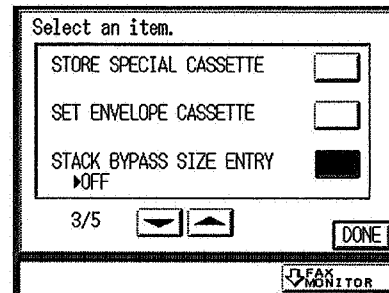 Select an item.
STORE SPECIAL CASSETTE
SET ENVELOPE CASSETTE
STACK BYPASS SIZE ENTRY
▶OFF
3/5
DONE
FAX
MONITOR